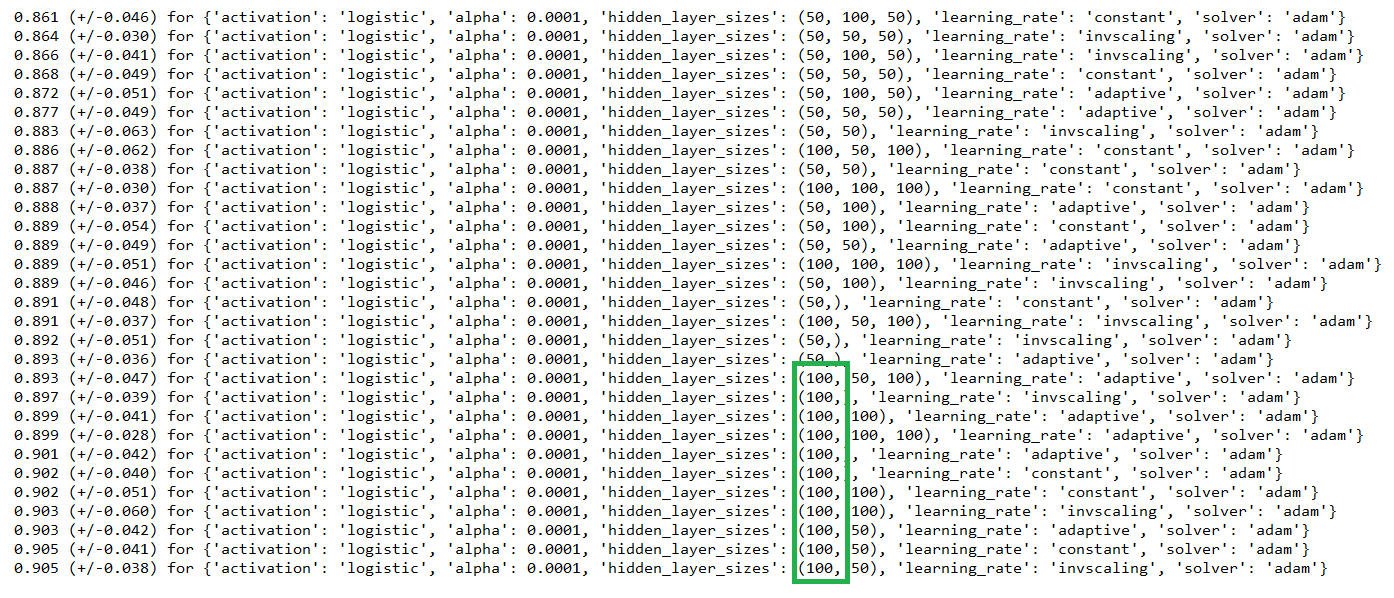 0.861 (+/-0.046) for {'activation': 'logistic', 'alpha': 0.0001, 'hidden_layer_sizes': (50, 100, 50), 'learning_rate': 'constant', 'solver': 'adam'}
0.864 (+/-0.030) for {'activation': 'logistic', 'alpha': 0.0001, 'hidden_layer_sizes': (50, 50, 50), 'learning_rate': 'invscaling', 'solver': 'adam'}
0.866 (+/-0.041) for {'activation': 'logistic', 'alpha': 0.0001, 'hidden_layer_sizes': (50, 100, 50), 'learning_rate': 'invscaling', 'solver': 'adam'}
0.868 (+/-0.049) for {'activation': 'logistic', 'alpha': 0.0001, 'hidden_layer_sizes': (50, 50, 50), 'learning_rate': 'constant', 'solver': 'adam'}
0.872 (+/-0.051) for {'activation': 'logistic', 'alpha': 0.0001, 'hidden_layer_sizes': (50, 100, 50), 'learning_rate': 'adaptive', 'solver': 'adam'}
0.877 (+/-0.049) for {'activation': 'logistic', 'alpha': 0.0001, 'hidden_layer_sizes': (50, 50, 50), 'learning_rate': 'adaptive', 'solver': 'adam'}
0.883 (+/-0.063) for {'activation': 'logistic', 'alpha': 0.0001, 'hidden_layer_sizes': (50, 50), 'learning_rate': 'invscaling', 'solver': 'adam'}
0.886 (+/-0.062) for {'activation': 'logistic', 'alpha': 0.0001, 'hidden_layer_sizes': (100, 50, 100), 'learning_rate': 'constant', 'solver': 'adam'}
0.887 (+/-0.038) for {'activation': 'logistic', 'alpha': 0.0001, 'hidden_layer_sizes': (50, 50), 'learning_rate': 'constant', 'solver': 'adam'}
0.887 (+/-0.030) for {'activation': 'logistic', 'alpha': 0.0001, 'hidden_layer_sizes': (100, 100, 100), 'learning_rate': 'constant', 'solver': 'adam'}
0.888 (+/-0.037) for {'activation': 'logistic', 'alpha': 0.0001, 'hidden_layer_sizes': (50, 100), 'learning_rate': 'adaptive', 'solver': 'adam'}
0.889 (+/-0.054) for {'activation': 'logistic', 'alpha': 0.0001, 'hidden_layer_sizes': (50, 100), 'learning_rate': 'constant', 'solver': 'adam'}
0.889 (+/-0.049) for {'activation': 'logistic', 'alpha': 0.0001, 'hidden_layer_sizes': (50, 50), 'learning_rate': 'adaptive', 'solver': 'adam'}
0.889 (+/-0.051) for {'activation': 'logistic', 'alpha': 0.0001, 'hidden_layer_sizes': (100, 100, 100), 'learning_rate': 'invscaling', 'solver': 'adam'}
0.889 (+/-0.046) for {'activation': 'logistic', 'alpha': 0.0001, 'hidden_layer_sizes': (50, 100), 'learning_rate': 'invscaling', 'solver': 'adam'}
0.891 (+/-0.048) for {'activation': 'logistic', 'alpha': 0.0001, 'hidden_layer_sizes': (50,), 'learning_rate': 'constant', 'solver': 'adam'}
0.891 (+/-0.037) for {'activation': 'logistic', 'alpha': 0.0001, 'hidden_layer_sizes': (100, 50, 100), 'learning_rate': 'invscaling', 'solver': 'adam'}
0.892 (+/-0.051) for {'activation': 'logistic', 'alpha': 0.0001, 'hidden_layer_sizes': (50,), 'learning_rate': 'invscaling', 'solver': 'adam'}
0.893 (+/-0.036) for {'activation': 'logistic', 'alpha': 0.0001, 'hidden_layer_sizes': (50,), 'learning_rate': 'adaptive', 'solver': 'adam'}
0.893 (+/-0.047) for {'activation': 'logistic', 'alpha': 0.0001, 'hidden_layer_sizes': (100, 50, 100), 'learning_rate': 'adaptive', 'solver': 'adam'}
0.897 (+/-0.039) for {'activation': 'logistic', 'alpha': 0.0001, 'hidden_layer_sizes': (100,), 'learning_rate': 'invscaling', 'solver': 'adam'}
0.899 (+/-0.041) for {'activation': 'logistic', 'alpha': 0.0001, 'hidden_layer_sizes': (100, 100), 'learning_rate': 'adaptive', 'solver': 'adam'}
0.899 (+/-0.028) for {'activation': 'logistic', 'alpha': 0.0001, 'hidden_layer_sizes': (100, 100, 100), 'learning_rate': 'adaptive', 'solver': 'adam'}
0.901 (+/-0.042) for {'activation': 'logistic', 'alpha': 0.0001, 'hidden_layer_sizes': (100,), 'learning_rate': 'adaptive', 'solver': 'adam'}
0.902 (+/-0.040) for {'activation': 'logistic', 'alpha': 0.0001, 'hidden_layer_sizes': (100,), 'learning_rate': 'constant', 'solver': 'adam'}
0.902 (+/-0.051) for {'activation': 'logistic', 'alpha': 0.0001, 'hidden_layer_sizes': (100, 100), 'learning_rate': 'constant', 'solver': 'adam'}
0.903 (+/-0.060) for {'activation': 'logistic', 'alpha': 0.0001, 'hidden_layer_sizes': (100, 100), 'learning_rate': 'invscaling', 'solver': 'adam'}
0.903 (+/-0.042) for {'activation': 'logistic', 'alpha': 0.0001, 'hidden_layer_sizes': (100, 50), 'learning_rate': 'adaptive', 'solver': 'adam'}
0.905 (+/-0.041) for {'activation': 'logistic', 'alpha': 0.0001, 'hidden_layer_sizes': (100, 50), 'learning_rate': 'constant', 'solver': 'adam'}
0.905 (+/-0.038) for {'activation': 'logistic', 'alpha': 0.0001, 'hidden_layer_sizes': (100, 50), 'learning_rate': 'invscaling', 'solver': 'adam'}